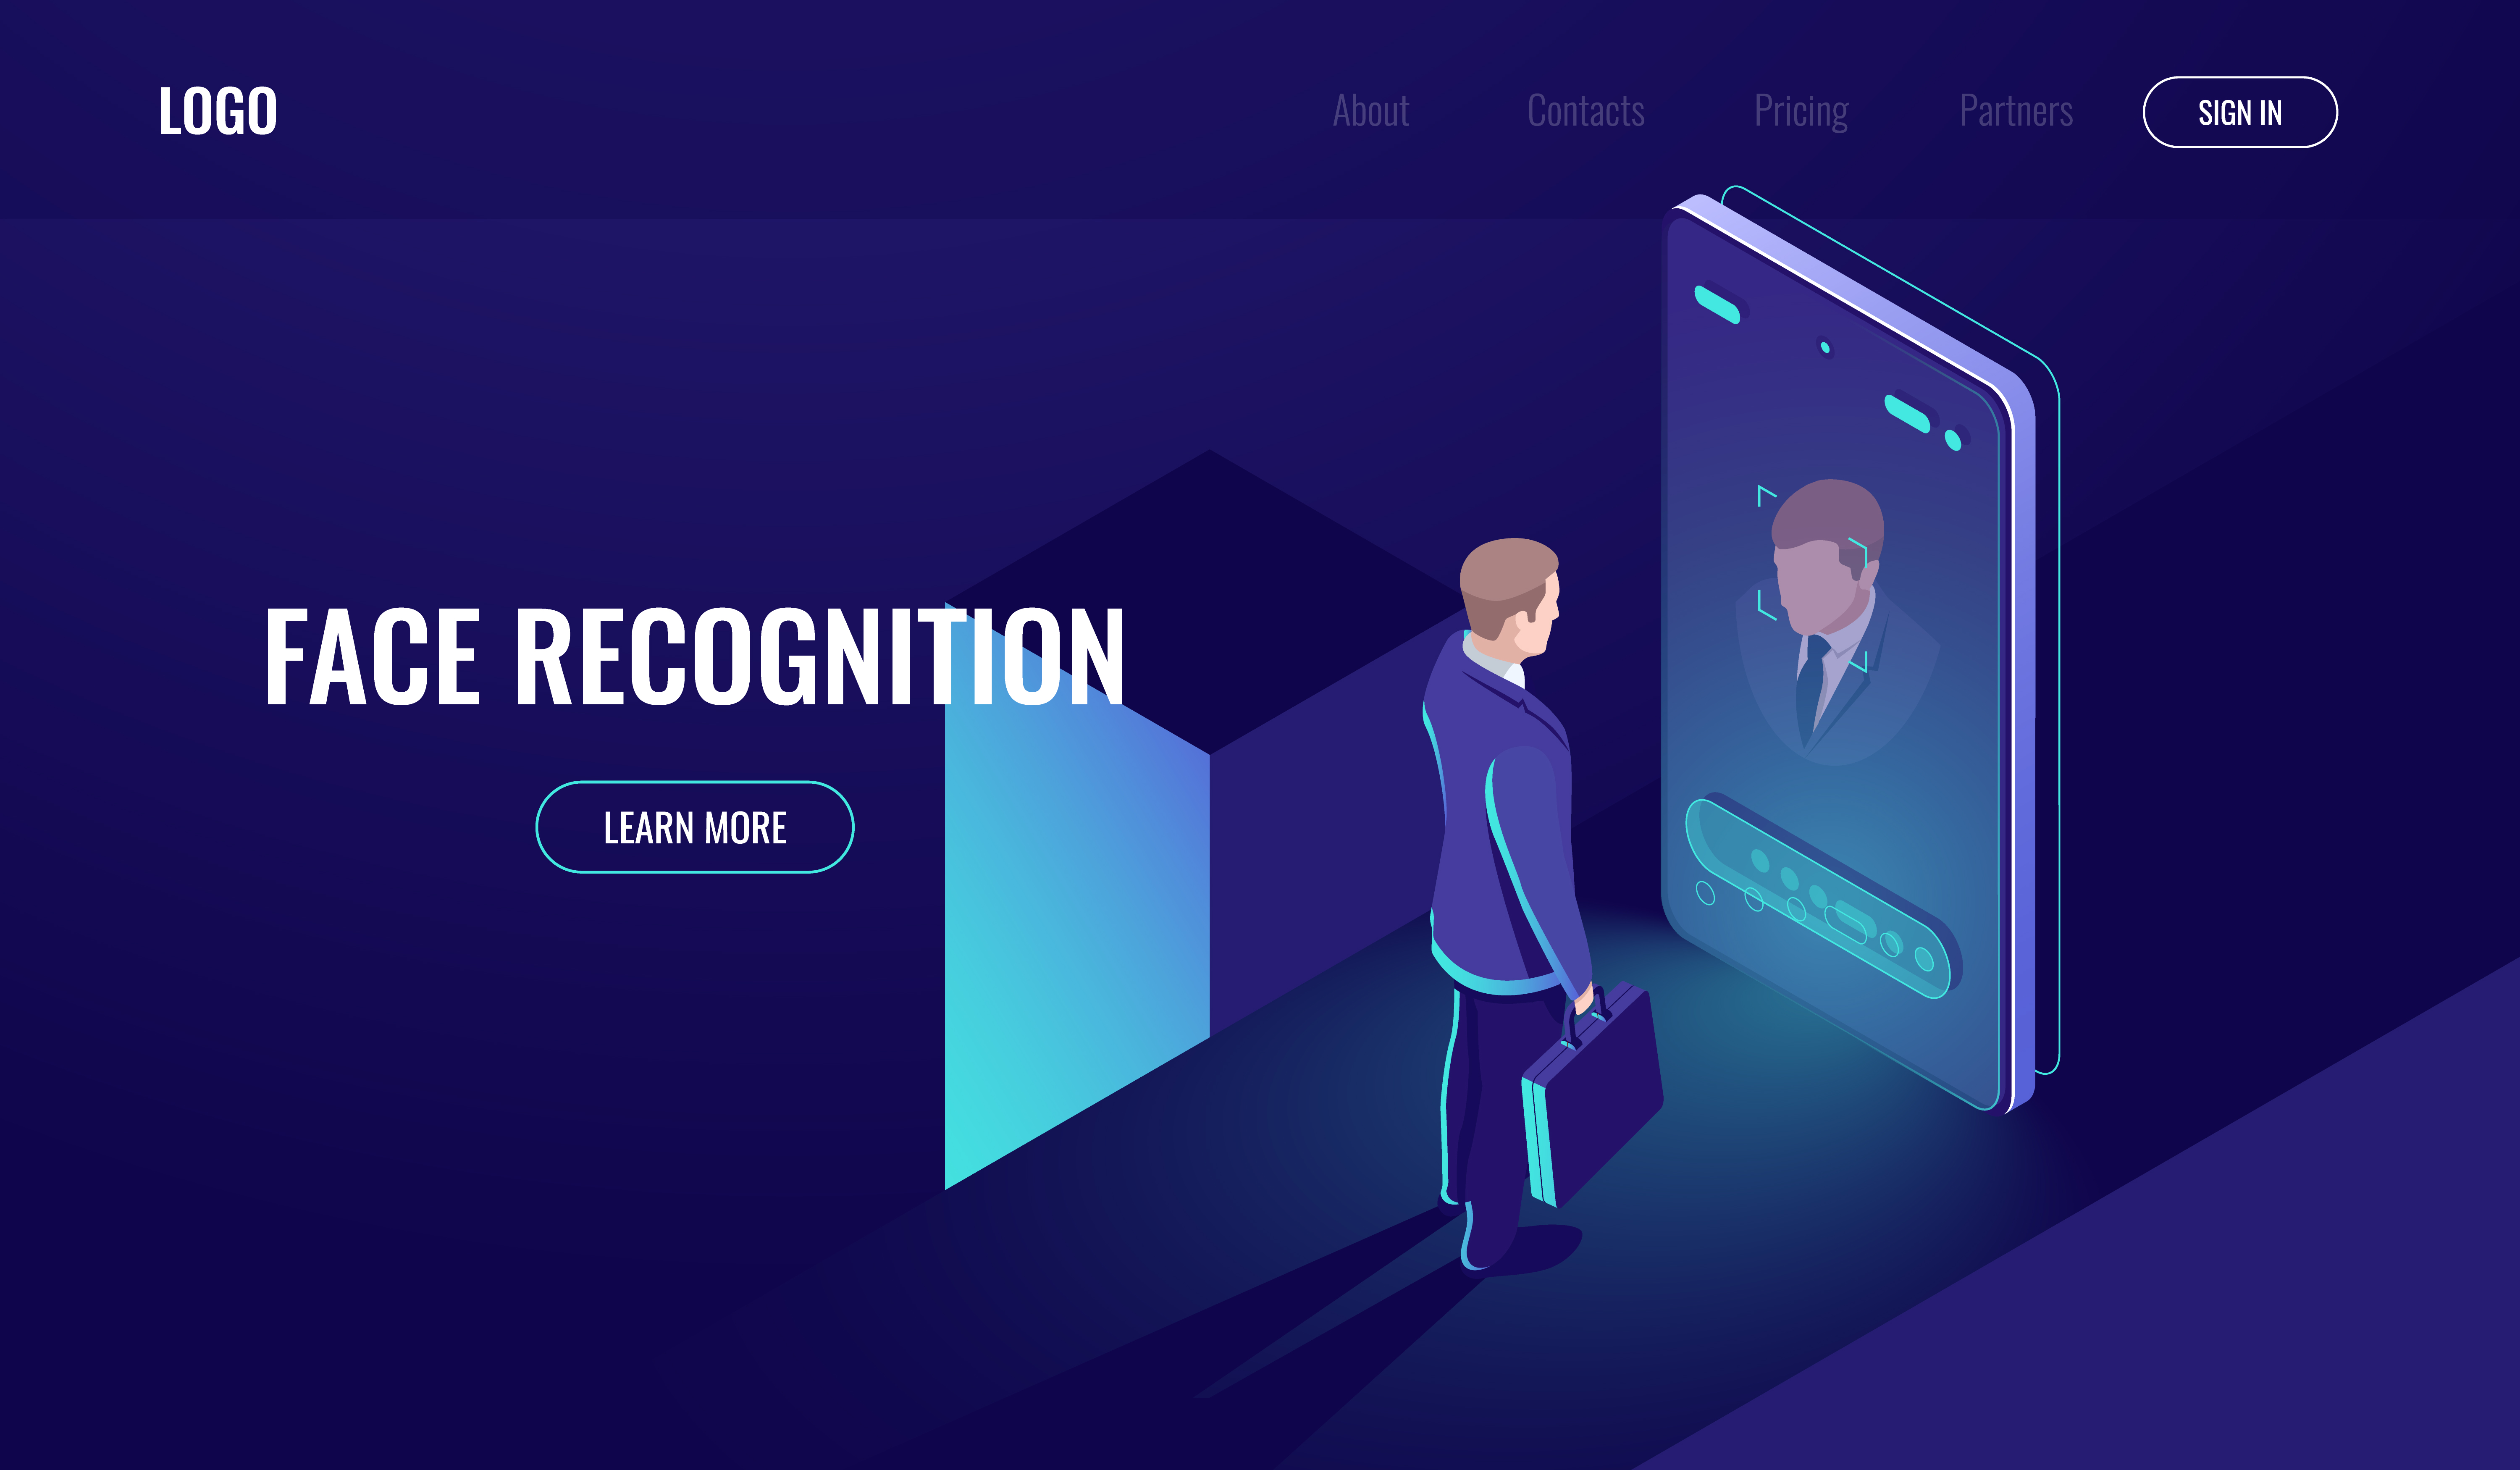 LOGO
About Contacts Pricing Partners SIGN IN
FACE RECOGNITION
LEARN MORE